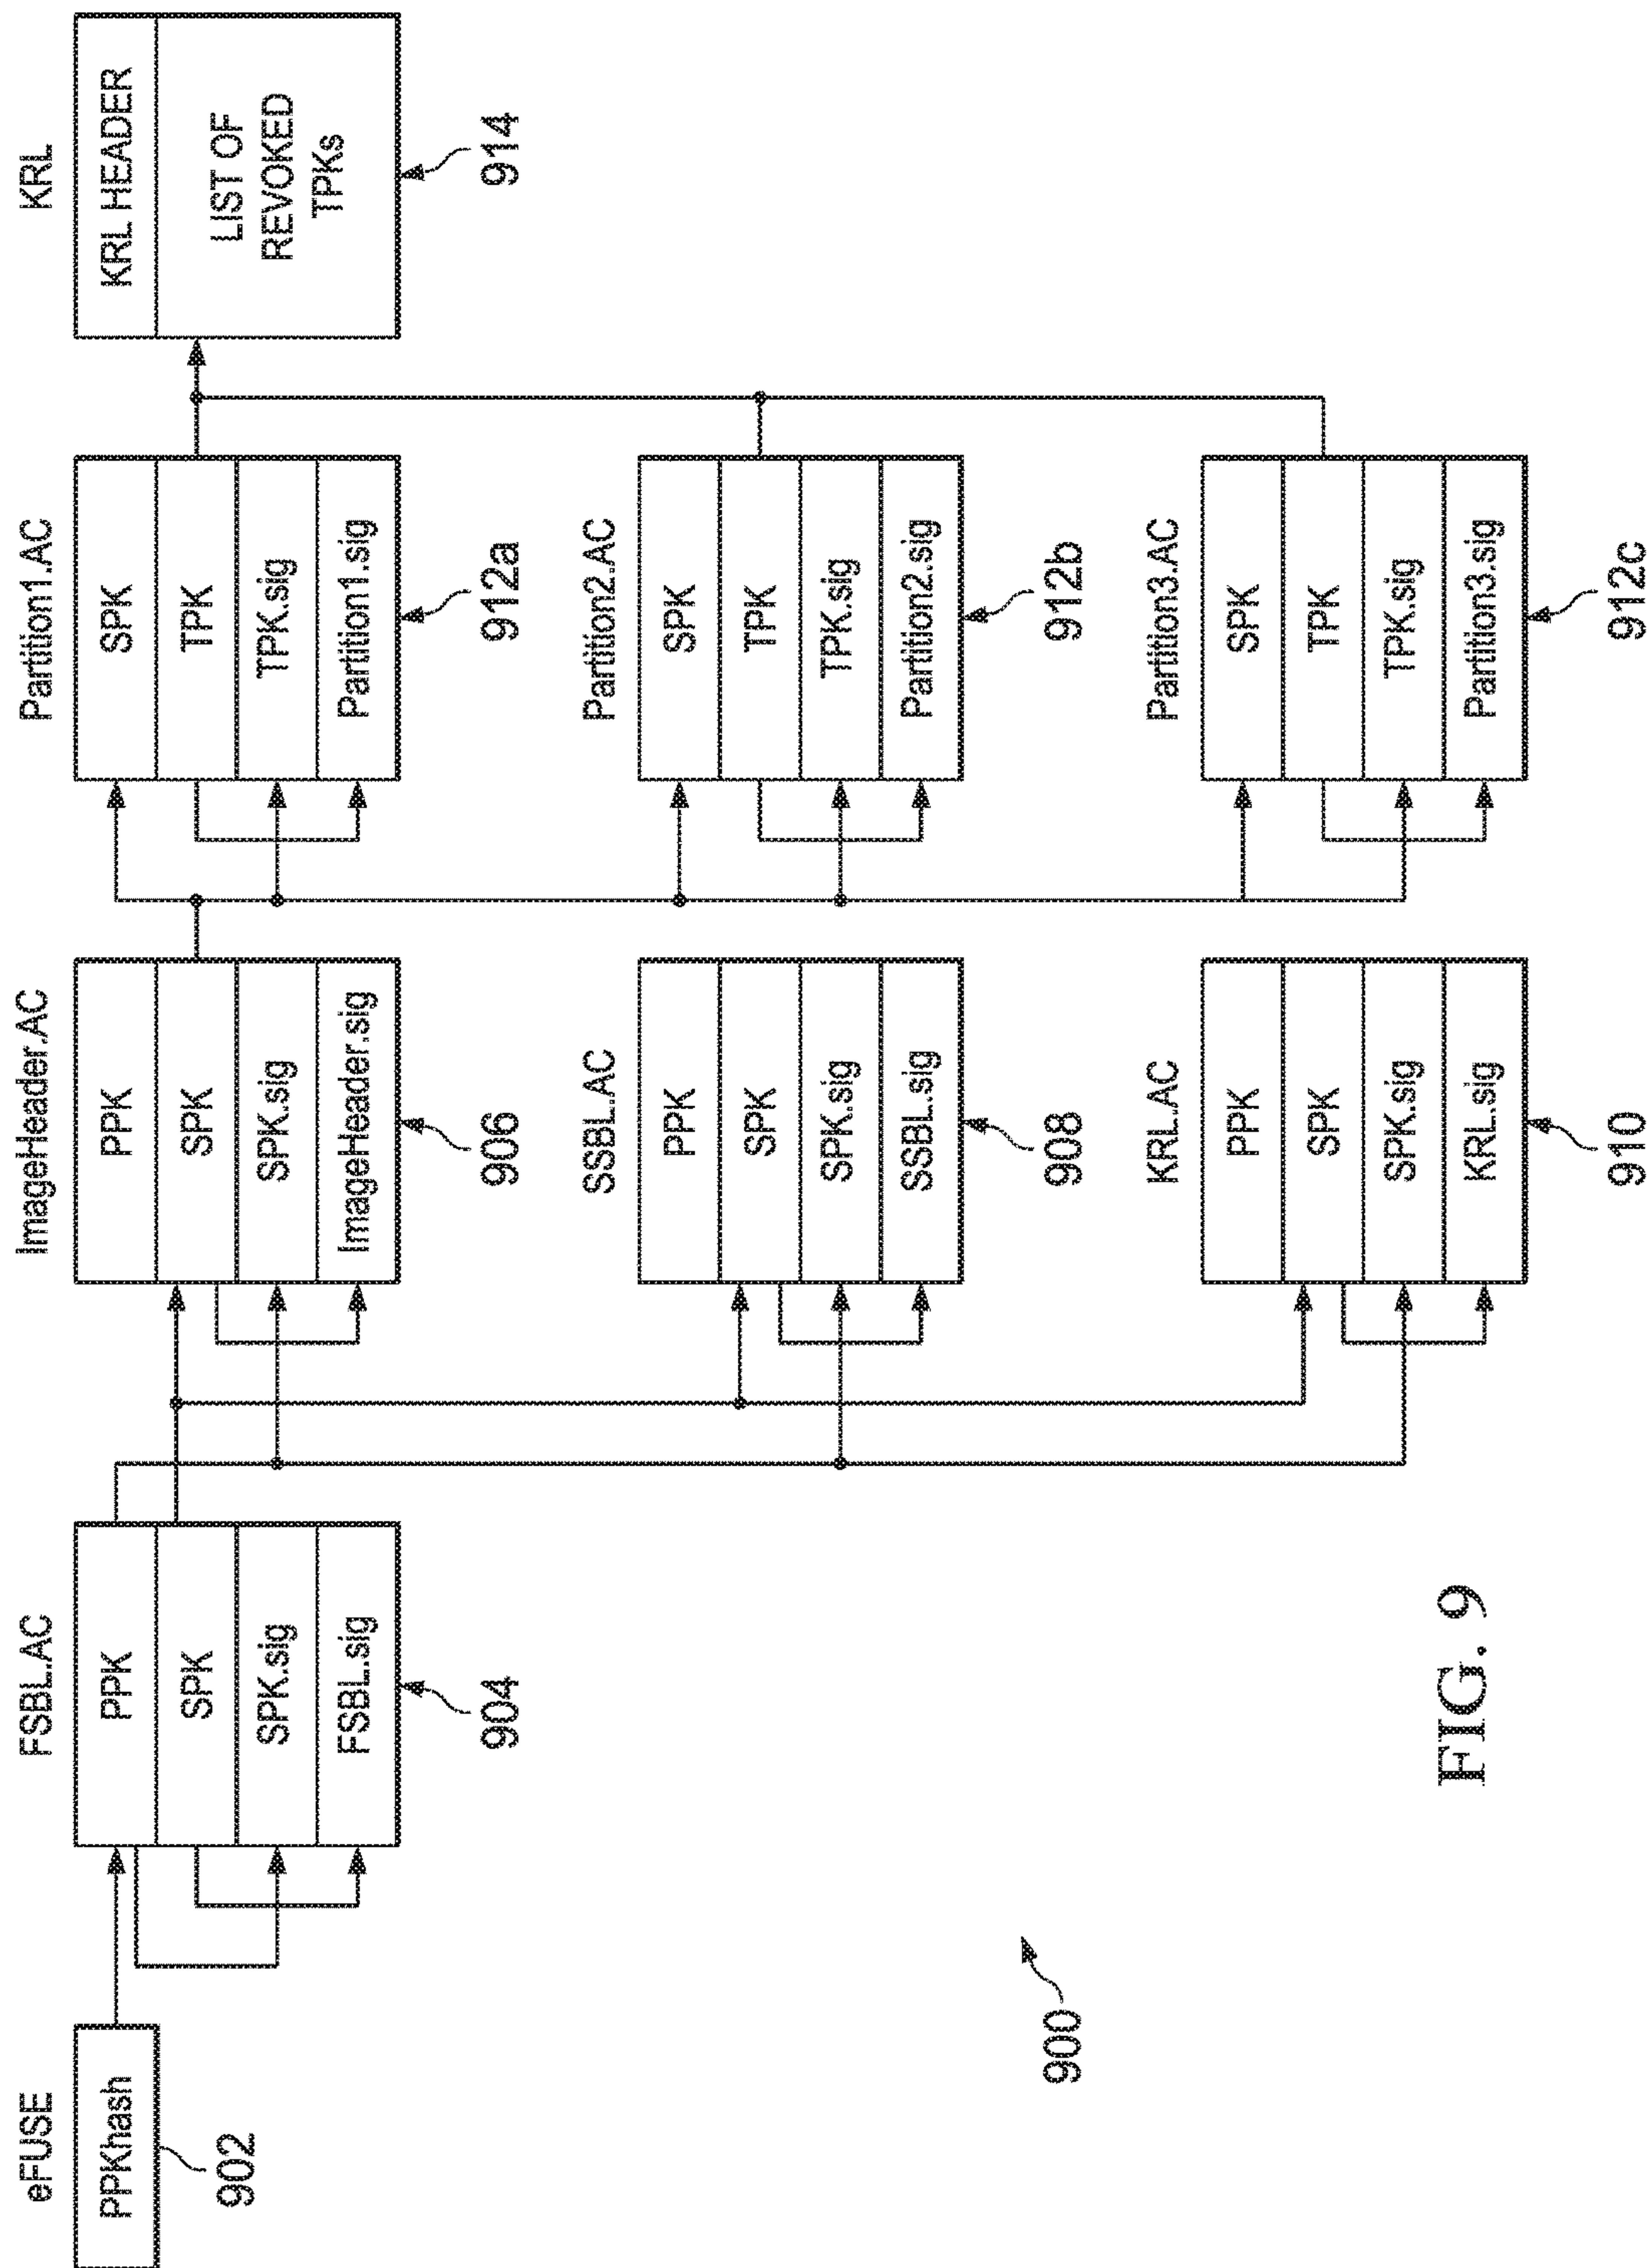 eFUSE
PPKhash
902
FSBL.AC
PPK
SPK
SPK.sig
FSBL.sig
904
ImageHeader.AC
PPK
SPK
SPK.sig
ImageHeader.sig
906
SSBL.AC
PPK
SPK
SPK.sig
SSBL.sig
908
KRL.AC
PPK
SPK
SPK.sig
KRL.sig
910
Partition1.AC
SPK
TPK
TPK.sig
Partition1.sig
912a
Partition2.AC
SPK
TPK
TPK.sig
Partition2.sig
912b
Partition3.AC
SPK
TPK
TPK.sig
Partition3.sig
912c
KRL
KRL HEADER
LIST OF
REVOKED
TPKs
914
900
FIG. 9